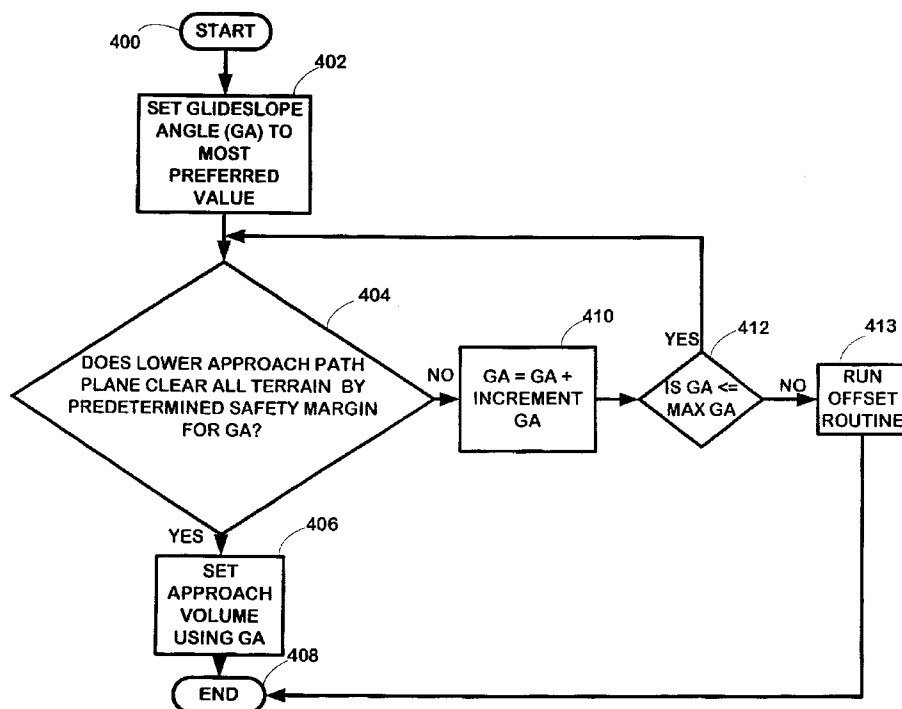 START
400
402
SET GLIDESLOPE
ANGLE (GA) TO
MOST
PREFERRED
VALUE
404
DOES LOWER APPROACH PATH
PLANE CLEAR ALL TERRAIN BY
PREDETERMINED SAFETY MARGIN
FOR GA?
NO
410
GA = GA +
INCREMENT
GA
YES
412
IS GA <=
MAX GA
NO
413
RUN
OFFSET
ROUTINE
YES
406
SET
APPROACH
VOLUME
USING GA
408
END